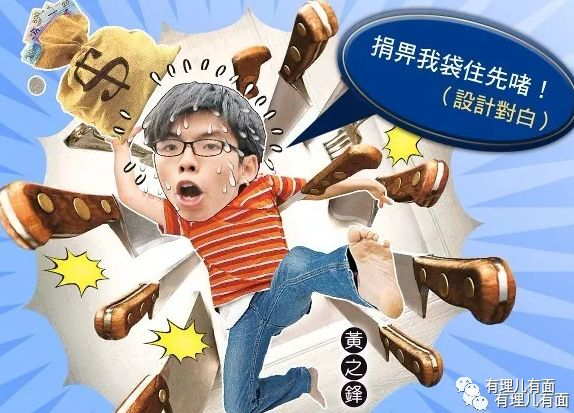 捐畀我袋住先啫！
（設計對白）
$
黃之鋒
有理儿有面
有理儿有面